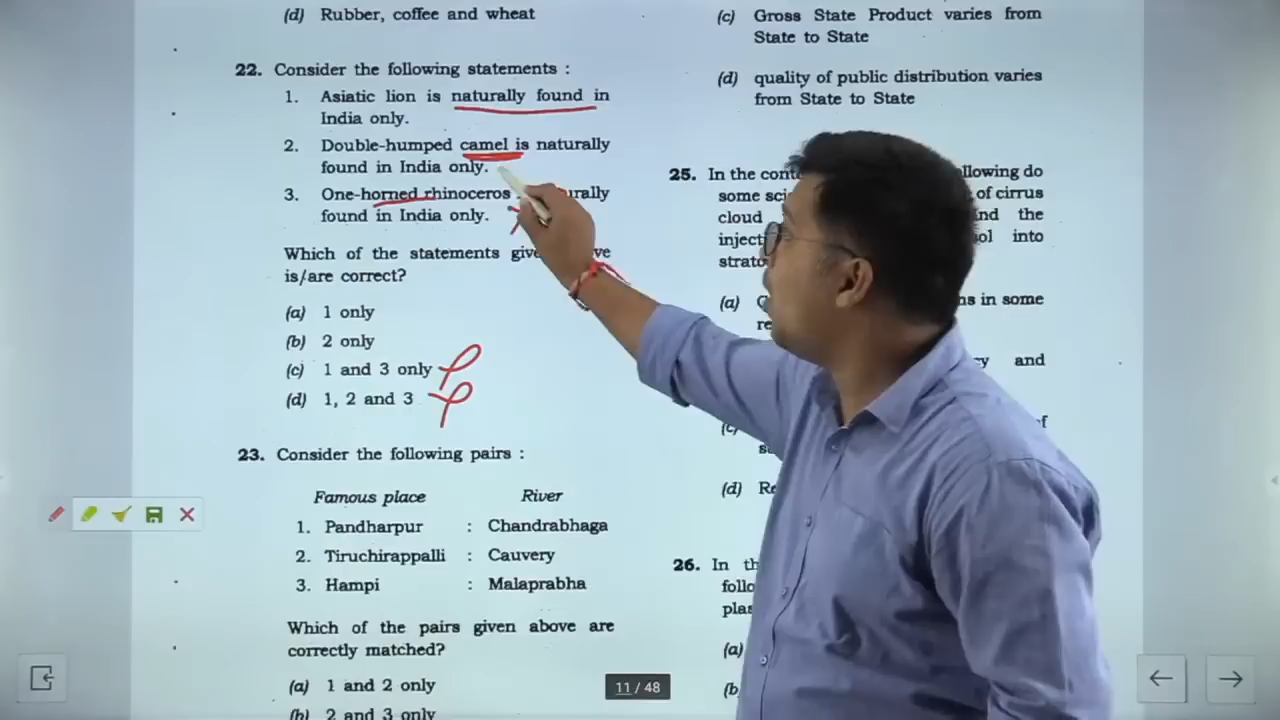 (d) Rubber, coffee and wheat
22. Consider the following statements :
1. Asiatic lion is naturally found in
India only.
2. Double-humped camel is naturally
found in India only.
3. One-horned rhinoceros
found in India only.
Which of the statements
is/are correct?
(a) 1 only
(b) 2 only
(c) 1 and 3 only
(d) 1, 2 and 3
23. Consider the following pairs :
Famous place River
1. Pandharpur : Chandrabhaga
2. Tiruchirappalli : Cauvery
3. Hampi : Malaprabha
Which of the pairs given above are
correctly matched?
(a) 1 and 2 only
(b) 2 and 3 only
11 / 48
(c) Gross State Product varies from
State to State
(d) quality of public distribution varies
from State to State
25. In the do
some of cirrus
cloud the
into
(a) in some
and
(c)
(d)
26. In
(a)
(b